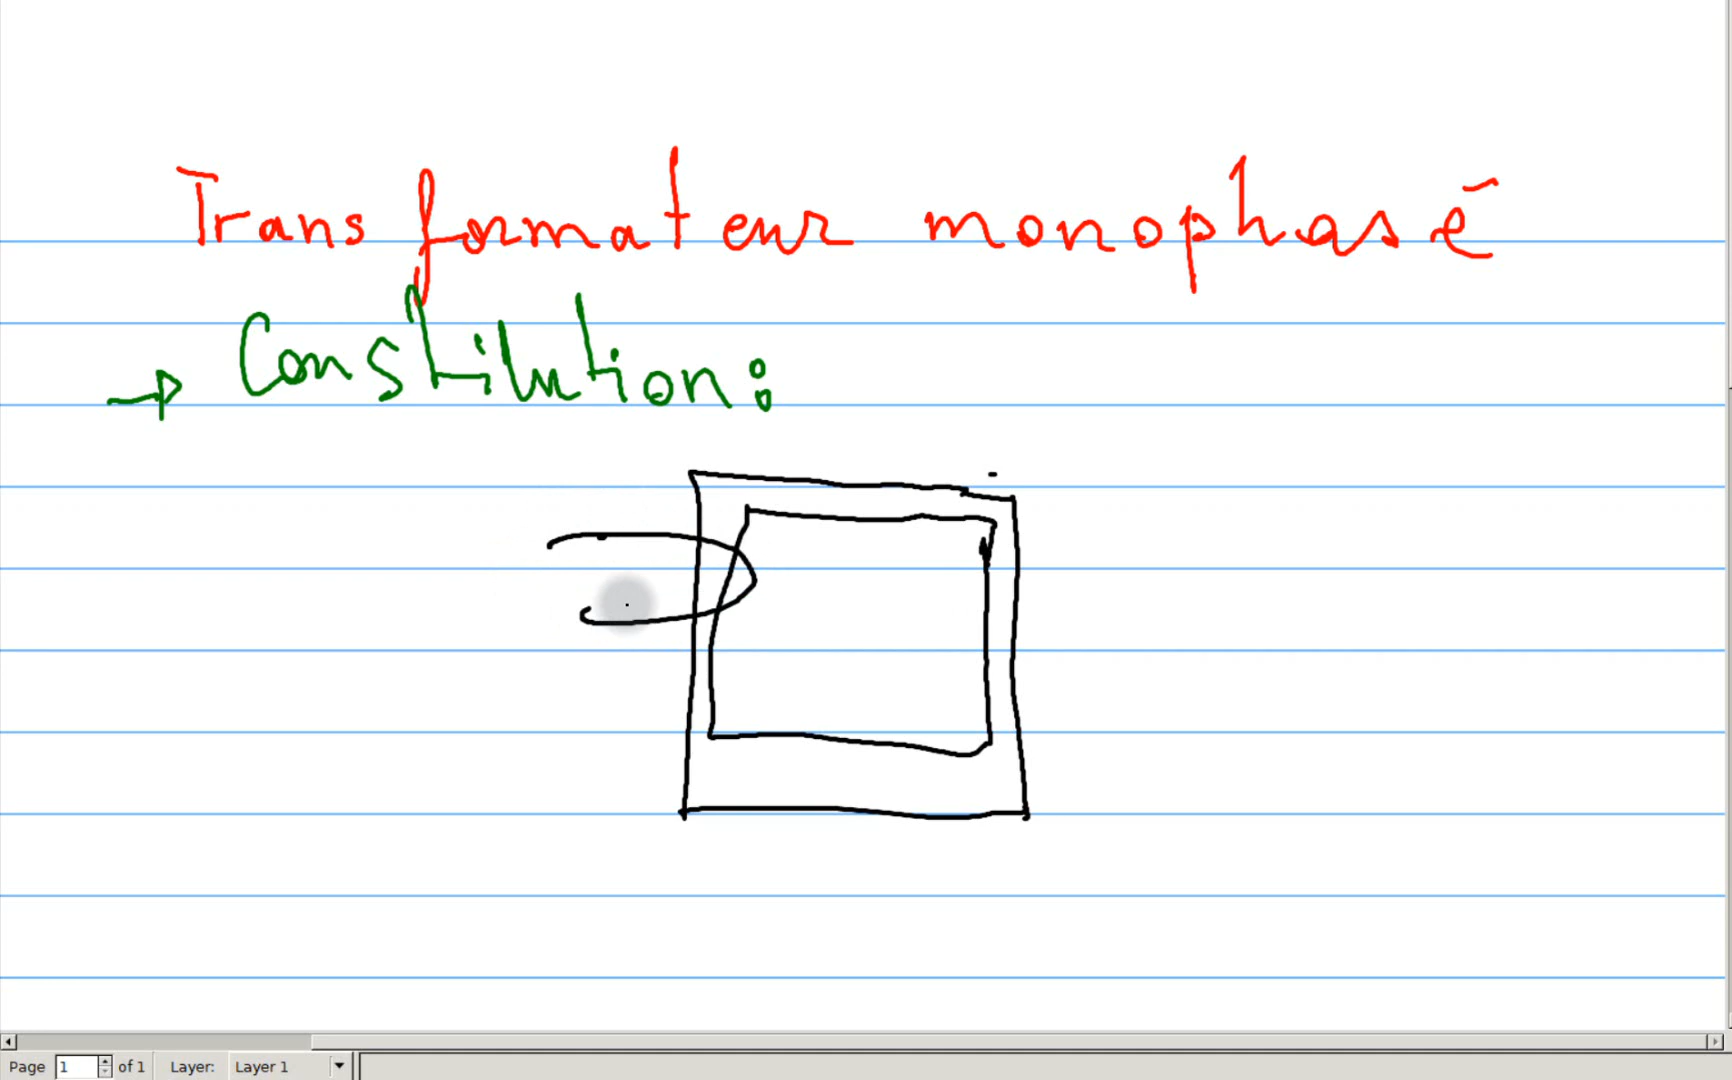 Transformateur monophasé
→ Constitution:
Page 1 of 1 Layer: Layer 1